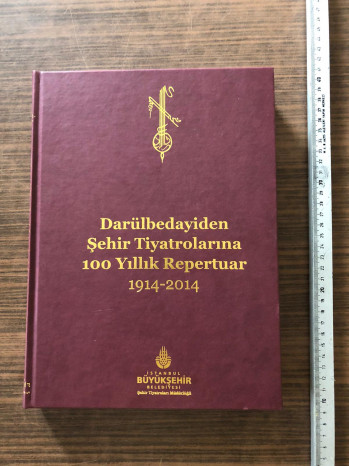 Darülbedayiden
Şehir Tiyatrolarına
100 Yıllık Repertuar
1914-2014
İSTANBUL
BÜYÜKŞEHİR
BELEDİYESİ
Şehir Tiyatroları Müdürlüğü